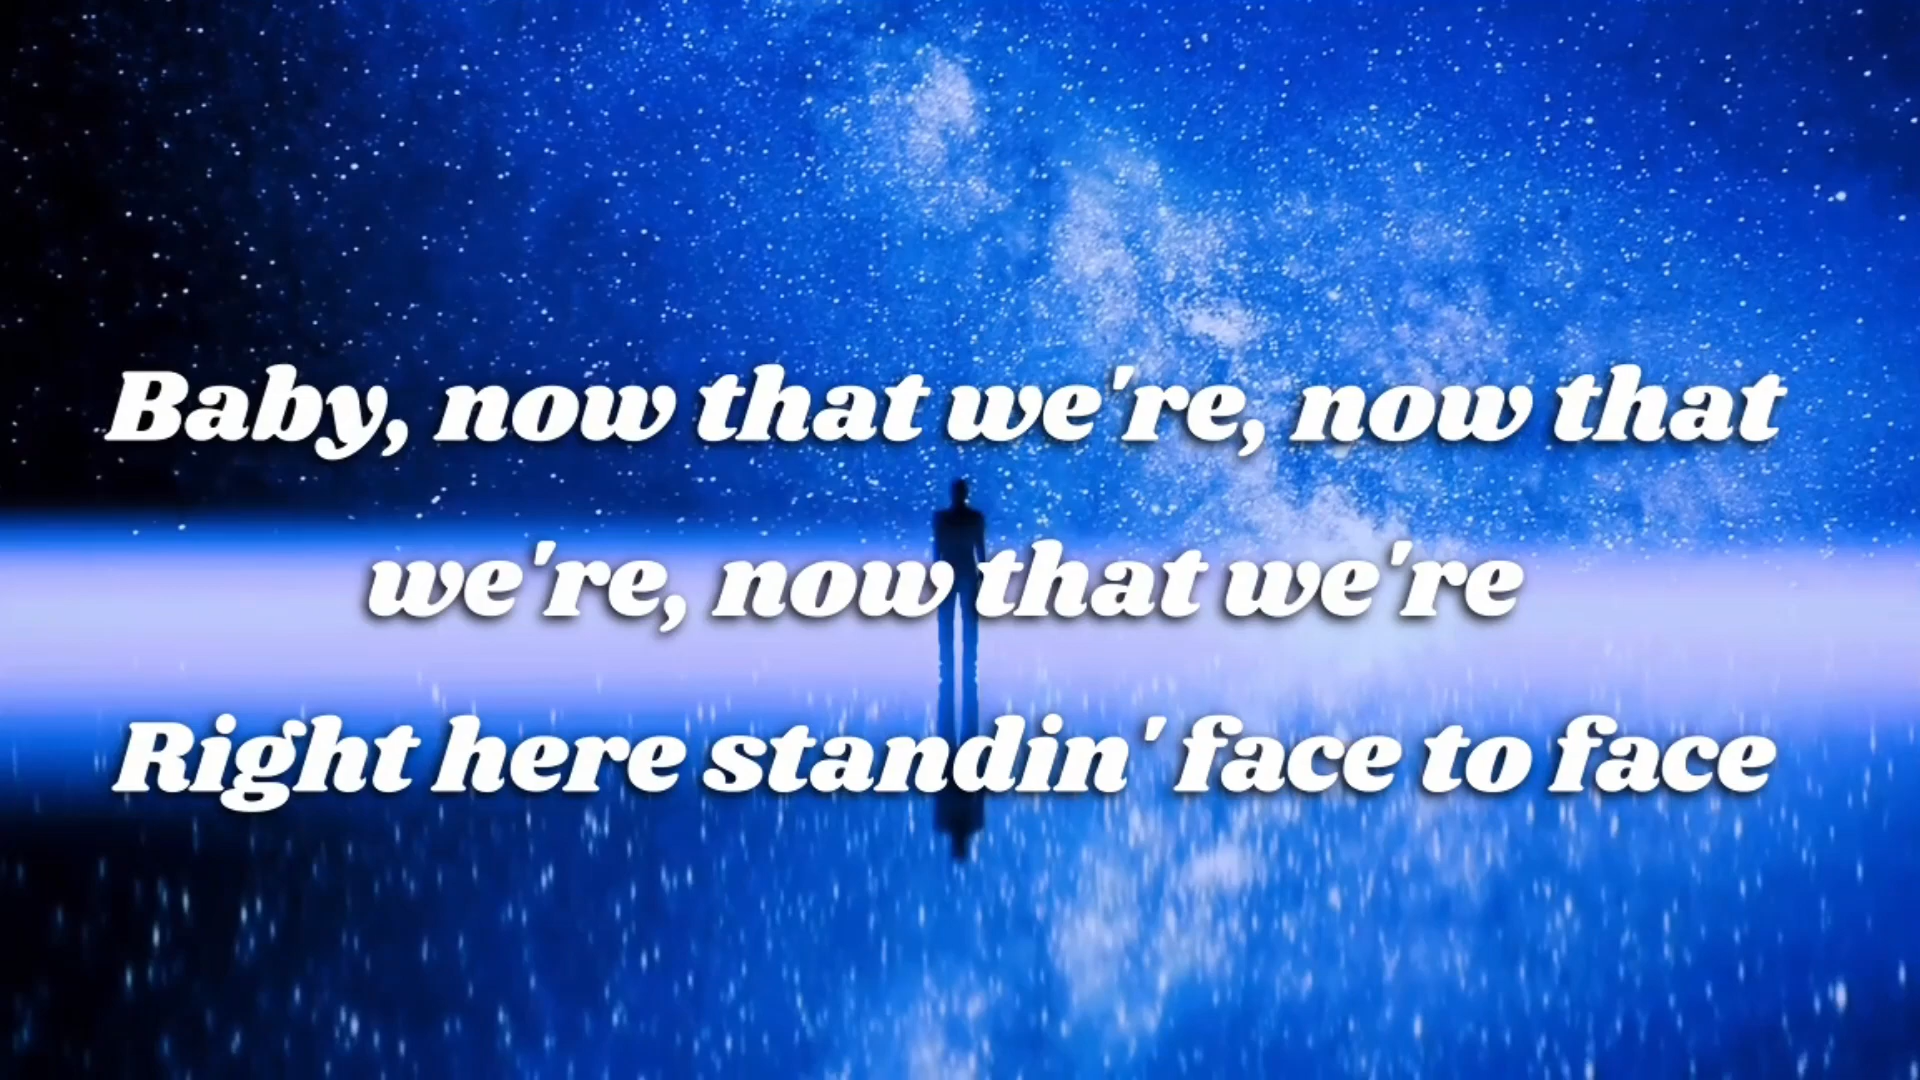 Baby, now that we're, now that
we're, now that we're
Right here standin' face to face